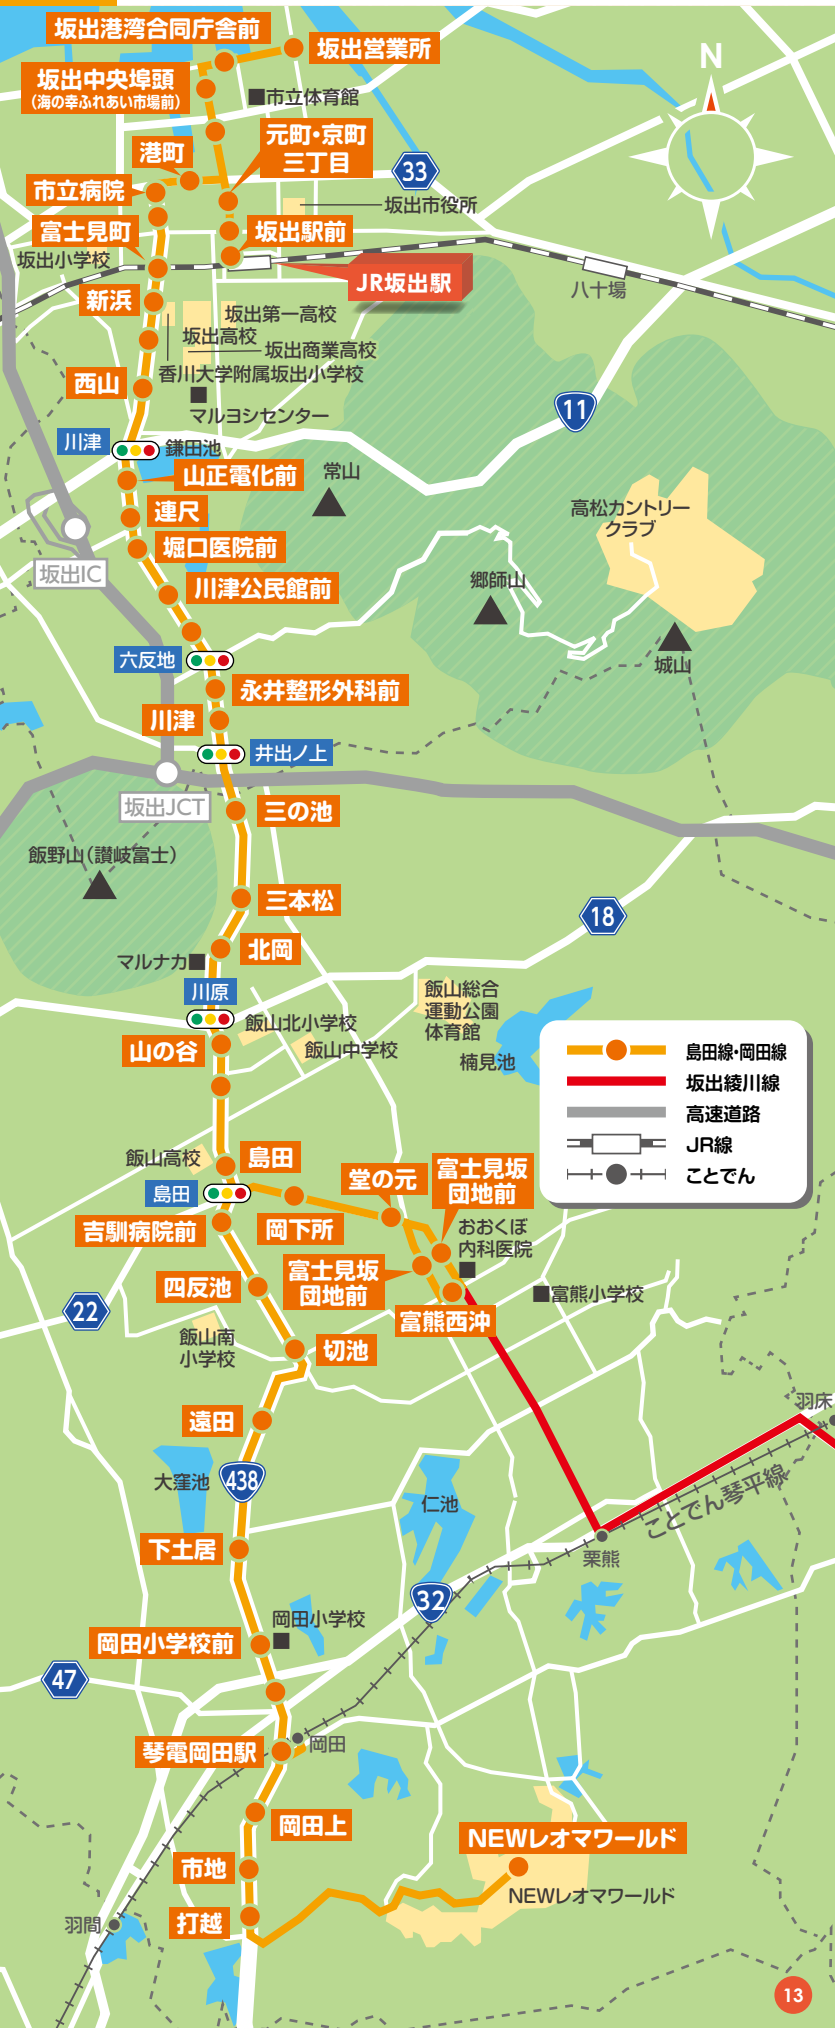 坂出港湾合同庁舎前
坂出営業所
N
坂出中央埠頭
(海の幸ふれあい市場前)
■市立体育館
元町・京町
三丁目
港町
33
市立病院
坂出市役所
富士見町
坂出駅前
坂出小学校
JR坂出駅
八十場
新浜
坂出第一高校
坂出高校
坂出商業高校
西山
香川大学附属坂出小学校
マルヨシセンター
11
川津
鎌田池
山正電化前
常山
連尺
高松カントリー
クラブ
堀口医院前
坂出IC
川津公民館前
郷師山
六反地
城山
永井整形外科前
川津
井出ノ上
坂出JCT
三の池
飯野山(讃岐富士)
三本松
18
北岡
マルナカ■
川原
飯山総合
運動公園
体育館
飯山北小学校
山の谷
飯山中学校
楠見池
島田線・岡田線
坂出綾川線
高速道路
JR線
ことでん
飯山高校
島田
島田
堂の元
富士見坂
団地前
吉馴病院前
岡下所
おおくぼ
内科医院
富士見坂
団地前
四反池
■富熊小学校
22
富熊西沖
飯山南
小学校
切池
羽床
遠田
大窪池
438
ことでん琴平線
仁池
下土居
栗熊
32
岡田小学校
岡田小学校前
47
琴電岡田駅
岡田
岡田上
NEWレオマワールド
市地
NEWレオマワールド
打越
羽間
13